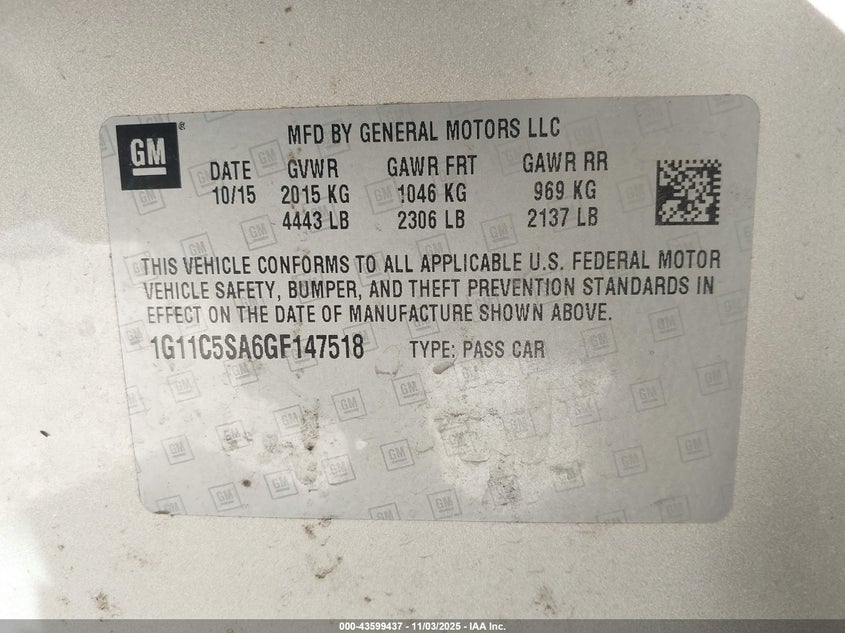 GM ®
MFD BY GENERAL MOTORS LLC
DATE GVWR GAWR FRT GAWR RR
10/15 2015 KG 1046 KG 969 KG
4443 LB 2306 LB 2137 LB
THIS VEHICLE CONFORMS TO ALL APPLICABLE U.S. FEDERAL MOTOR
VEHICLE SAFETY, BUMPER, AND THEFT PREVENTION STANDARDS IN
EFFECT ON THE DATE OF MANUFACTURE SHOWN ABOVE.
1G11C5SA6GF147518 TYPE: PASS CAR
000-43599437 - 11/03/2025 - IAA Inc.